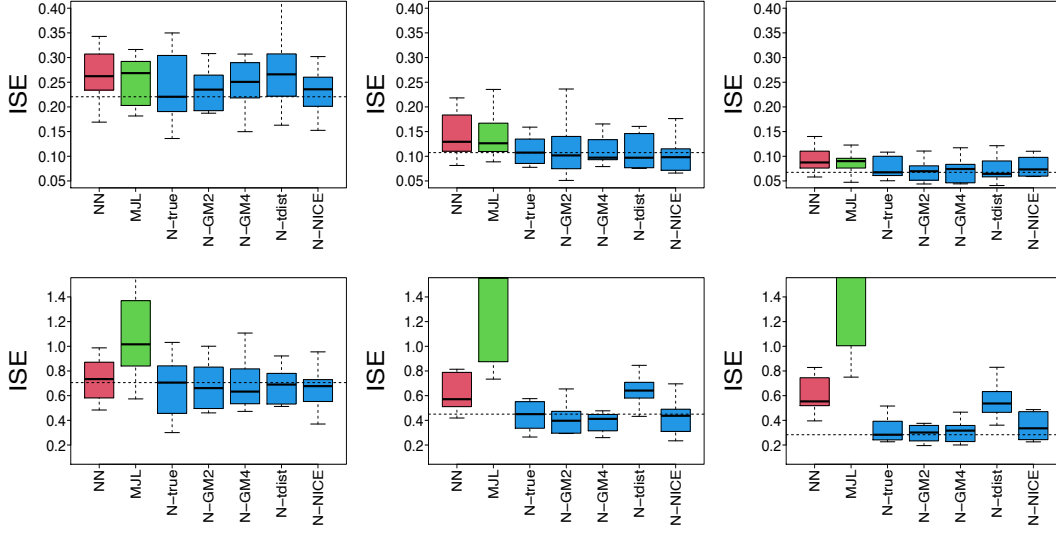 ISE
0.40
0.35
0.30
0.25
0.20
0.15
0.10
0.05
NN
MJL
N-true
N-GM2
N-GM4
N-tdist
N-NICE
ISE
0.40
0.35
0.30
0.25
0.20
0.15
0.10
0.05
NN
MJL
N-true
N-GM2
N-GM4
N-tdist
N-NICE
ISE
0.40
0.35
0.30
0.25
0.20
0.15
0.10
0.05
NN
MJL
N-true
N-GM2
N-GM4
N-tdist
N-NICE
ISE
1.4
1.2
1.0
0.8
0.6
0.4
0.2
NN
MJL
N-true
N-GM2
N-GM4
N-tdist
N-NICE
ISE
1.4
1.2
1.0
0.8
0.6
0.4
0.2
NN
MJL
N-true
N-GM2
N-GM4
N-tdist
N-NICE
ISE
1.4
1.2
1.0
0.8
0.6
0.4
0.2
NN
MJL
N-true
N-GM2
N-GM4
N-tdist
N-NICE